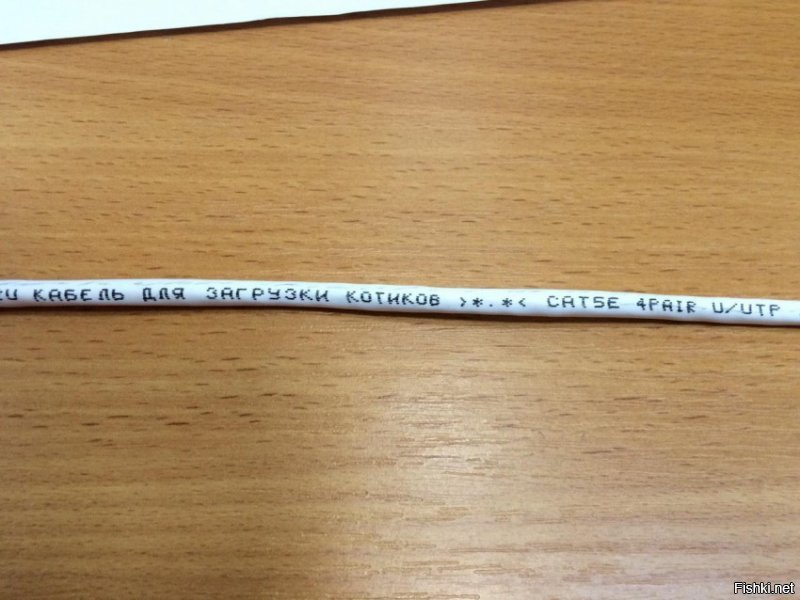 КАБЕЛЬ ДЛЯ ЗАГРУЗКИ КОТИКОВ >*.*< CAT5E 4PAIR U/UTP
Fishki.net